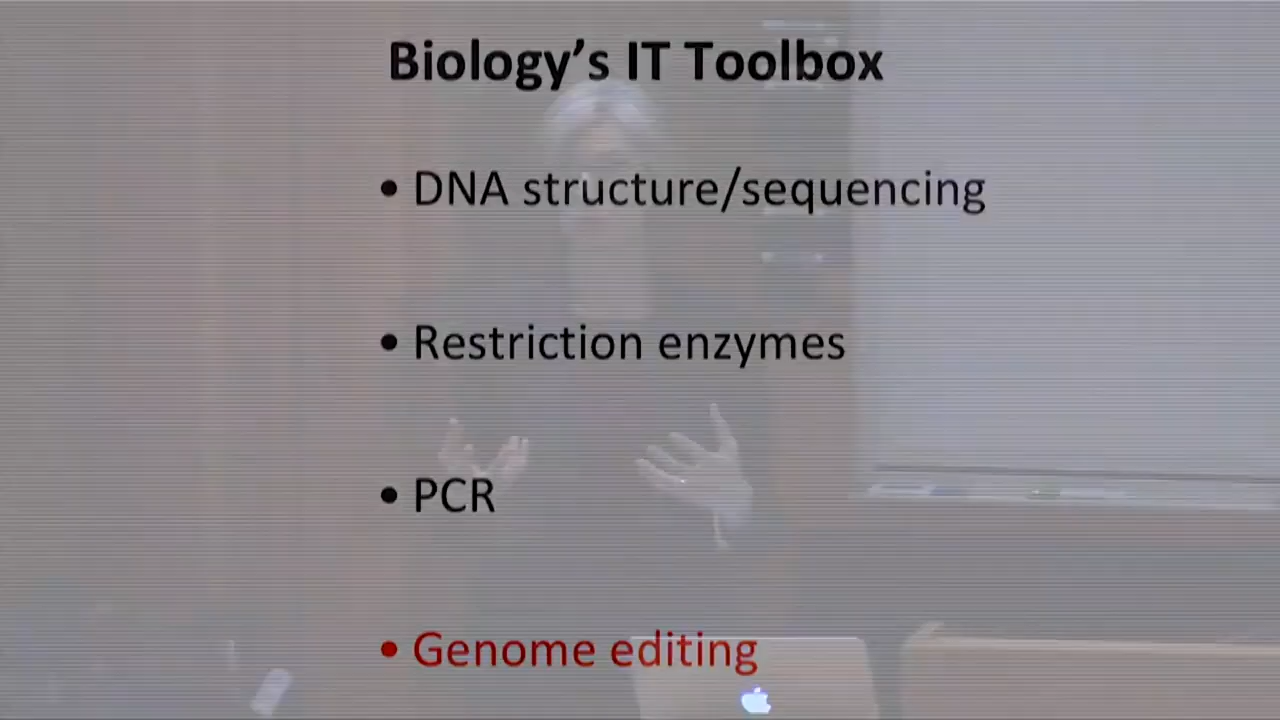 Biology's IT Toolbox
• DNA structure/sequencing
• Restriction enzymes
• PCR
• Genome editing